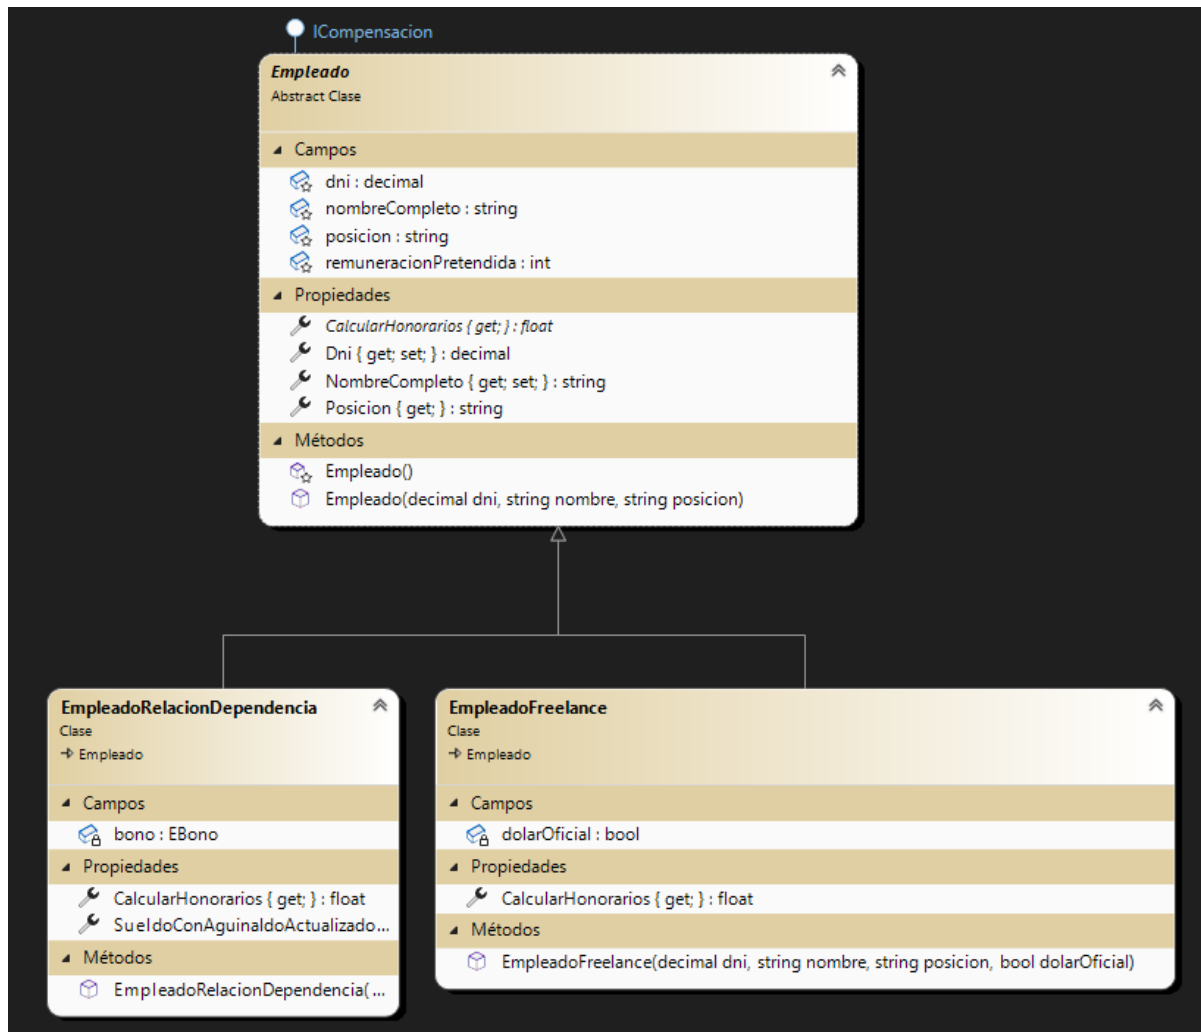 ICompensacion
Empleado
Abstract Clase
Campos
dni : decimal
nombreCompleto : string
posicion : string
remuneracionPretendida : int
Propiedades
CalcularHonorarios { get; } : float
Dni { get; set; } : decimal
NombreCompleto { get; set; } : string
Posicion { get; } : string
Métodos
Empleado()
Empleado(decimal dni, string nombre, string posicion)
EmpleadoRelacionDependencia
Clase
Empleado
Campos
bono : EBono
Propiedades
CalcularHonorarios { get; } : float
SueldoConAguinaldoActualizado...
Métodos
EmpleadoRelacionDependencia( ...
EmpleadoFreelance
Clase
Empleado
Campos
dolarOficial : bool
Propiedades
CalcularHonorarios { get; } : float
Métodos
EmpleadoFreelance(decimal dni, string nombre, string posicion, bool dolarOficial)